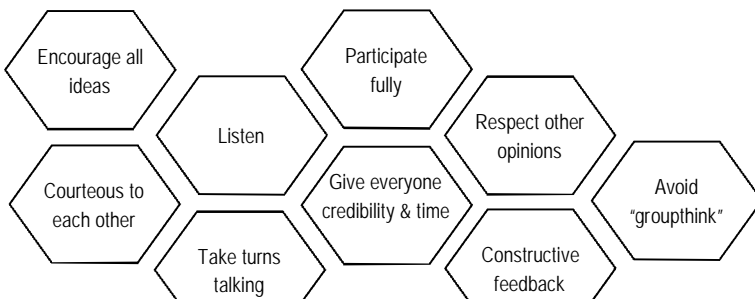 Encourage all
ideas
Participate
fully
Listen
Respect other
opinions
Courteous to
each other
Give everyone
credibility & time
Avoid
“groupthink”
Take turns
talking
Constructive
feedback